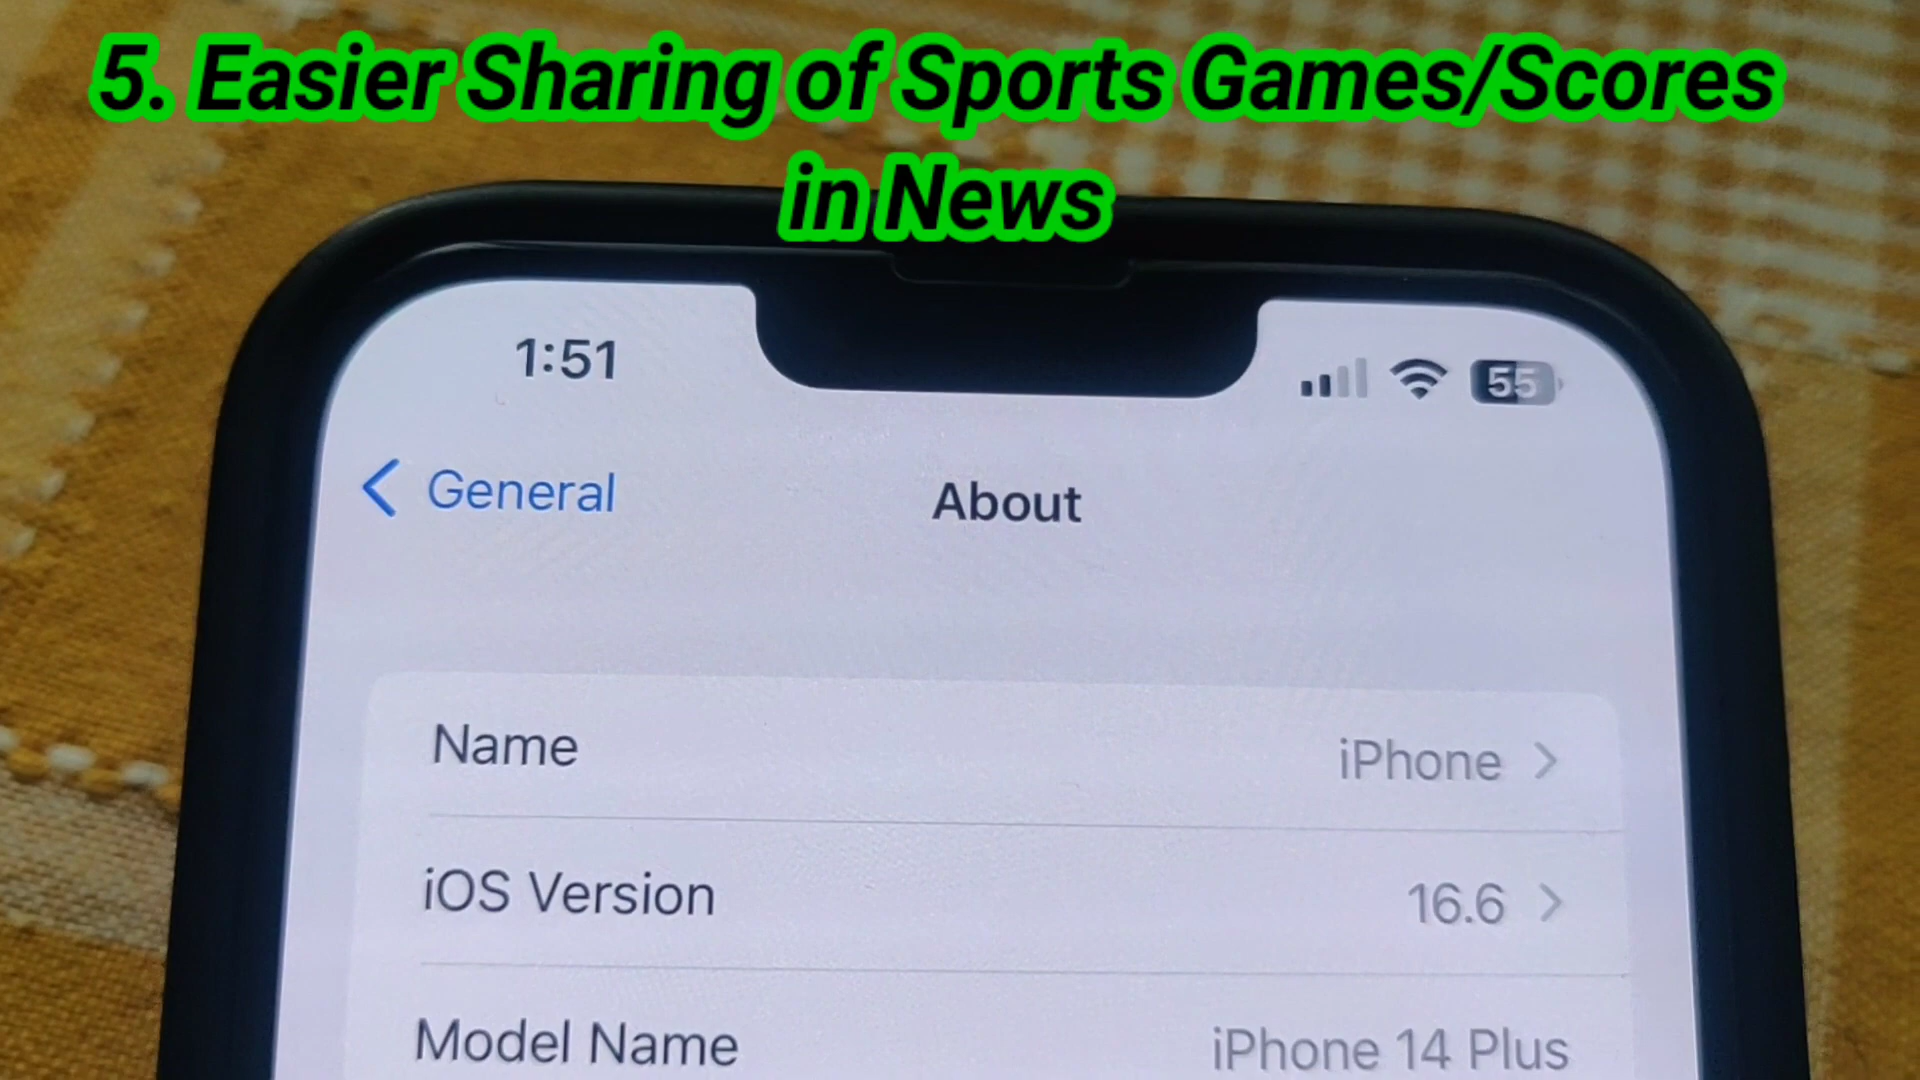 5. Easier Sharing of Sports Games/Scores
in News
1:51
55
General
About
Name
iPhone
iOS Version
16.6
Model Name
iPhone 14 Plus